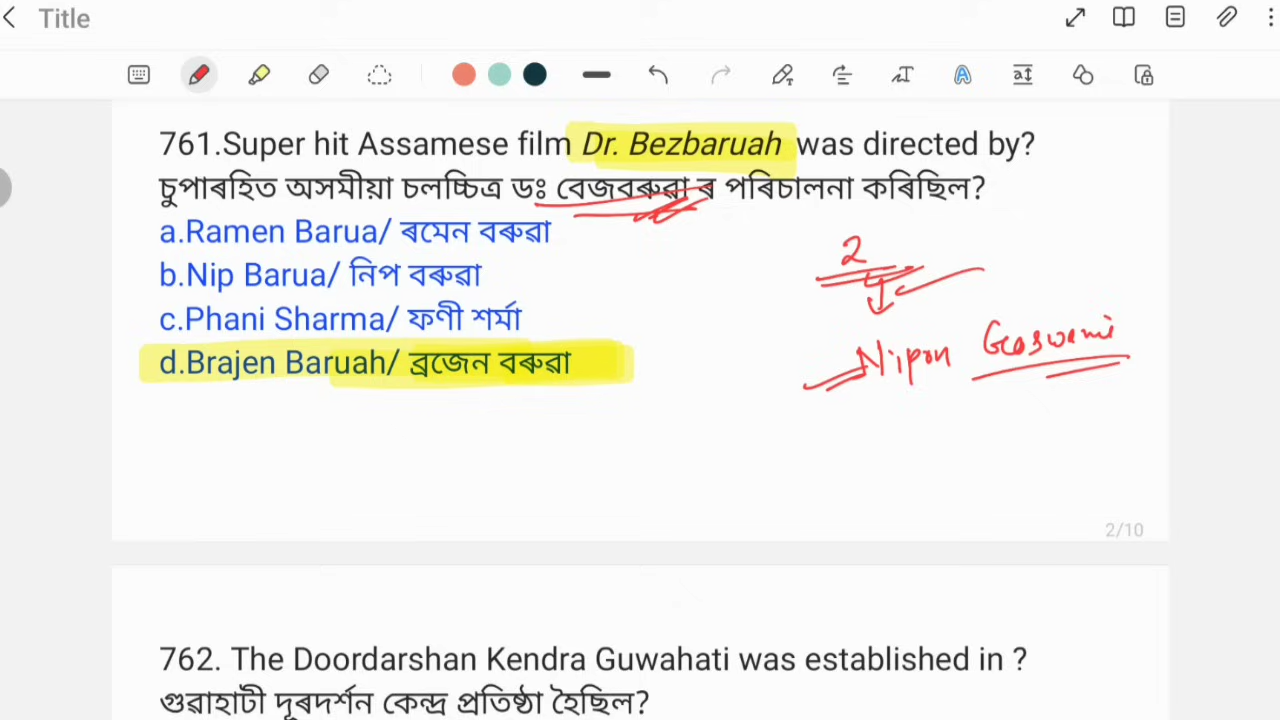 Title
761.Super hit Assamese film Dr. Bezbaruah was directed by?
চুপাৰহিত অসমীয়া চলচ্চিত্ৰ ডঃ বেজবৰুৱা ৰ পৰিচালনা কৰিছিল?
a.Ramen Barua/ ৰমেন বৰুৱা
b.Nip Barua/ নিপ বৰুৱা
c.Phani Sharma/ ফণী শৰ্মা
d.Brajen Baruah/ ব্ৰজেন বৰুৱা
2
Nipon Goswami
2/10
762. The Doordarshan Kendra Guwahati was established in ?
গুৱাহাটী দূৰদৰ্শন কেন্দ্ৰ প্ৰতিষ্ঠা হৈছিল?